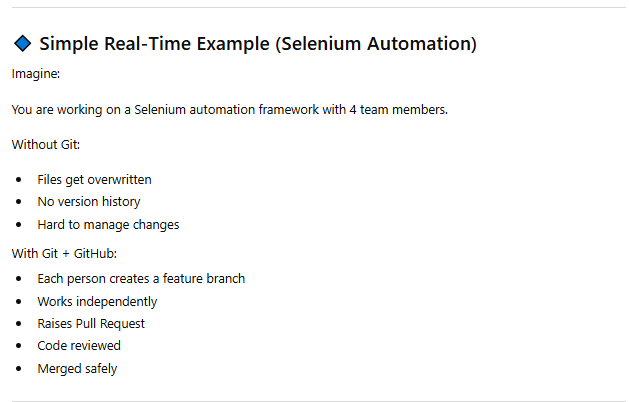 Simple Real-Time Example (Selenium Automation)
Imagine:
You are working on a Selenium automation framework with 4 team members.
Without Git:
• Files get overwritten
• No version history
• Hard to manage changes
With Git + GitHub:
• Each person creates a feature branch
• Works independently
• Raises Pull Request
• Code reviewed
• Merged safely